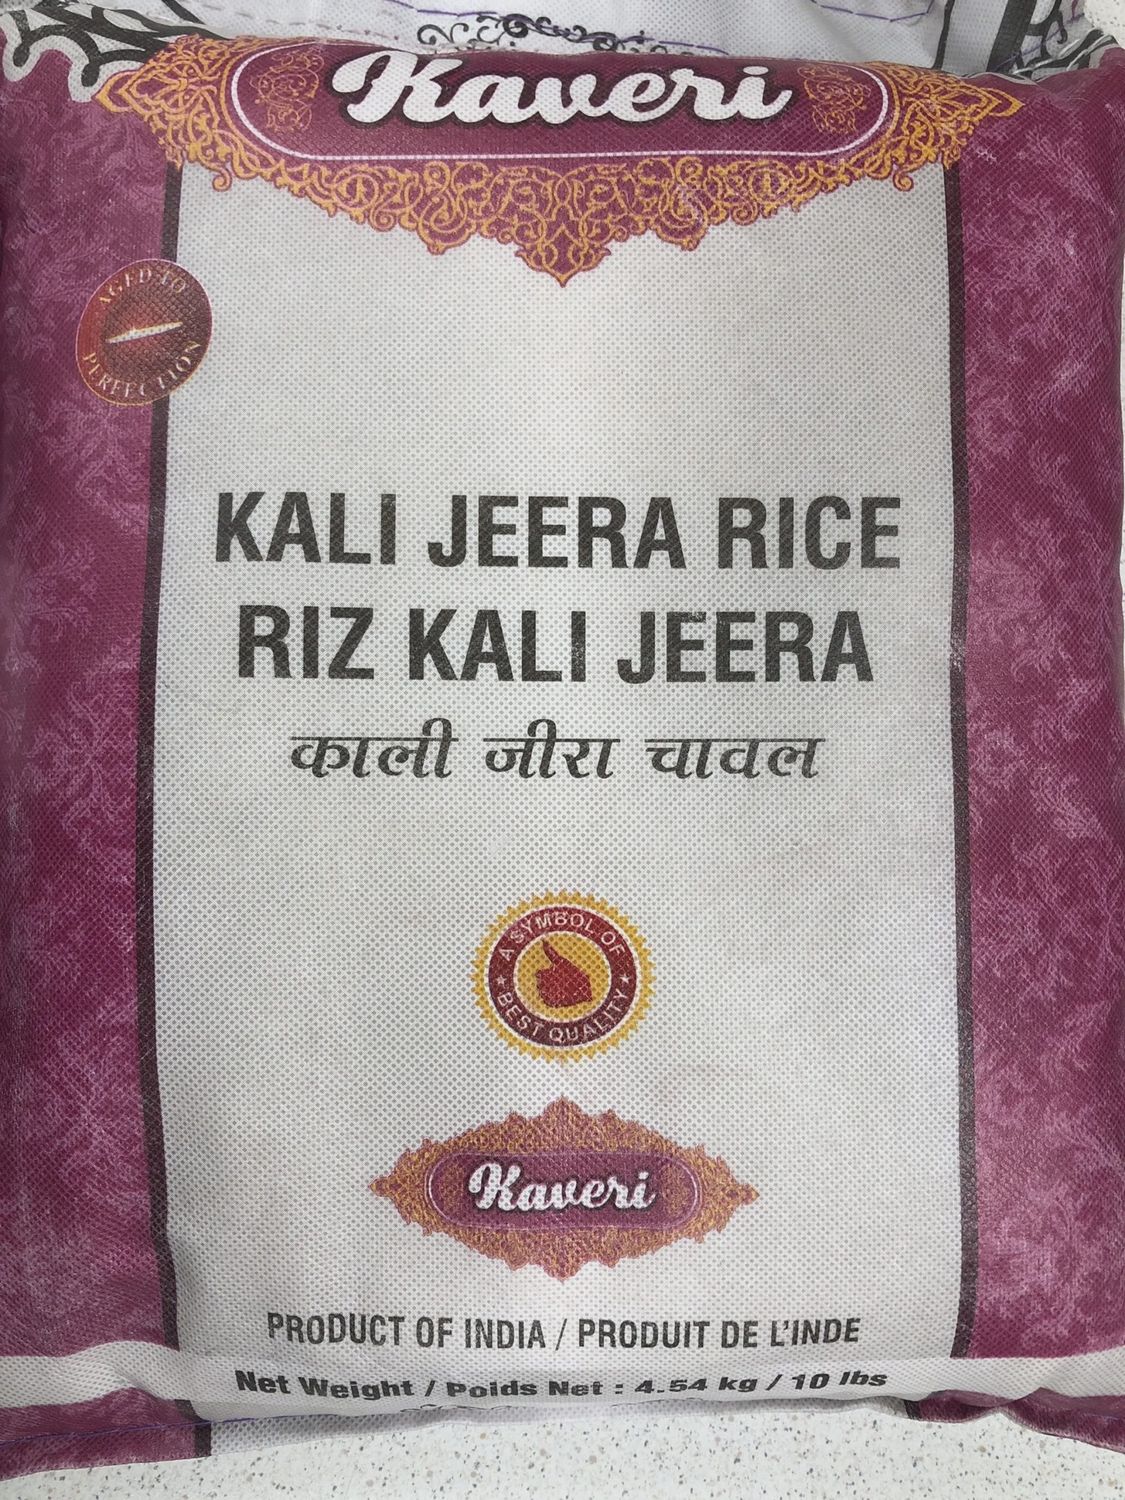 Kaveri
AGED TO
PERFECTION
KALI JEERA RICE
RIZ KALI JEERA
काली जीरा चावल
A SYMBOL OF
BEST QUALITY
Kaveri
PRODUCT OF INDIA / PRODUIT DE L'INDE
Net Weight / Poids Net : 4.54 kg / 10 lbs